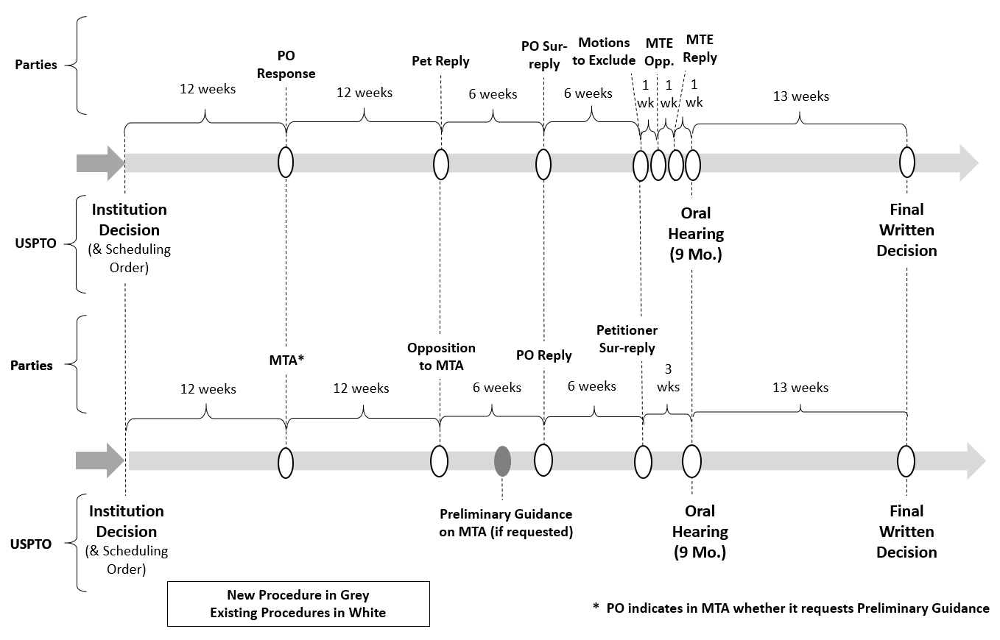 Parties
PO
Response
Pet Reply
PO Sur-
reply
Motions
to Exclude
MTE
Opp.
MTE
Reply
12 weeks
12 weeks
6 weeks
6 weeks
1
wk
1
wk
1
wk
13 weeks
USPTO
Institution
Decision
(& Scheduling
Order)
Oral
Hearing
(9 Mo.)
Final
Written
Decision
Parties
MTA*
Opposition
to MTA
PO Reply
Petitioner
Sur-reply
12 weeks
12 weeks
6 weeks
6 weeks
3
wks
13 weeks
USPTO
Institution
Decision
(& Scheduling
Order)
Preliminary Guidance
on MTA (if requested)
Oral
Hearing
(9 Mo.)
Final
Written
Decision
New Procedure in Grey
Existing Procedures in White
* PO indicates in MTA whether it requests Preliminary Guidance